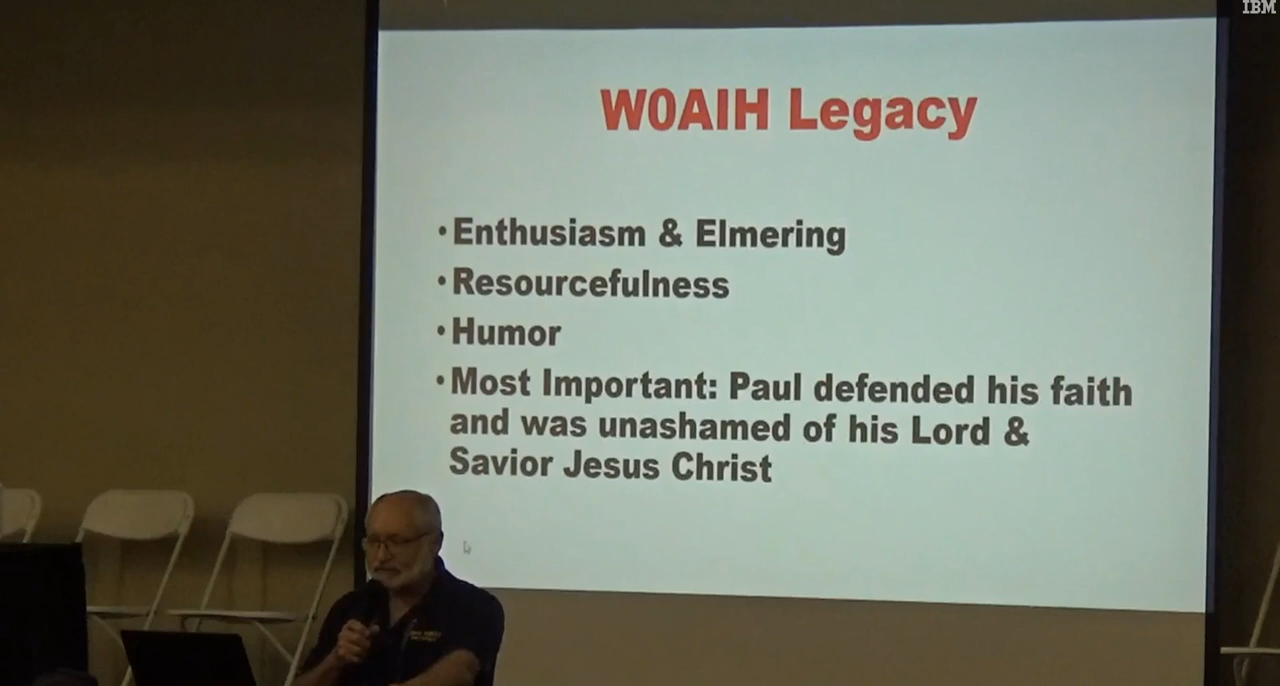 IBM
W0AIH Legacy
• Enthusiasm & Elmering
• Resourcefulness
• Humor
• Most Important: Paul defended his faith
and was unashamed of his Lord &
Savior Jesus Christ